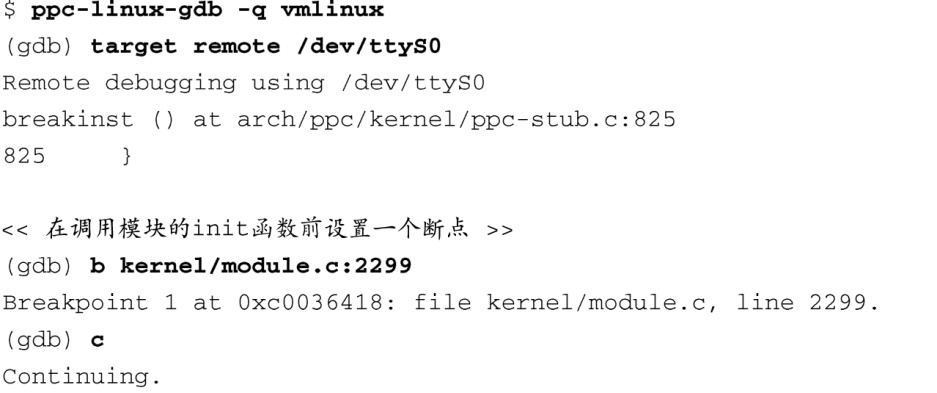 $ ppc-linux-gdb -q vmlinux
(gdb) target remote /dev/ttyS0
Remote debugging using /dev/ttyS0
breakinst () at arch/ppc/kernel/ppc-stub.c:825
825     }
<< 在调用模块的init函数前设置一个断点 >>
(gdb) b kernel/module.c:2299
Breakpoint 1 at 0xc0036418: file kernel/module.c, line 2299.
(gdb) c
Continuing.